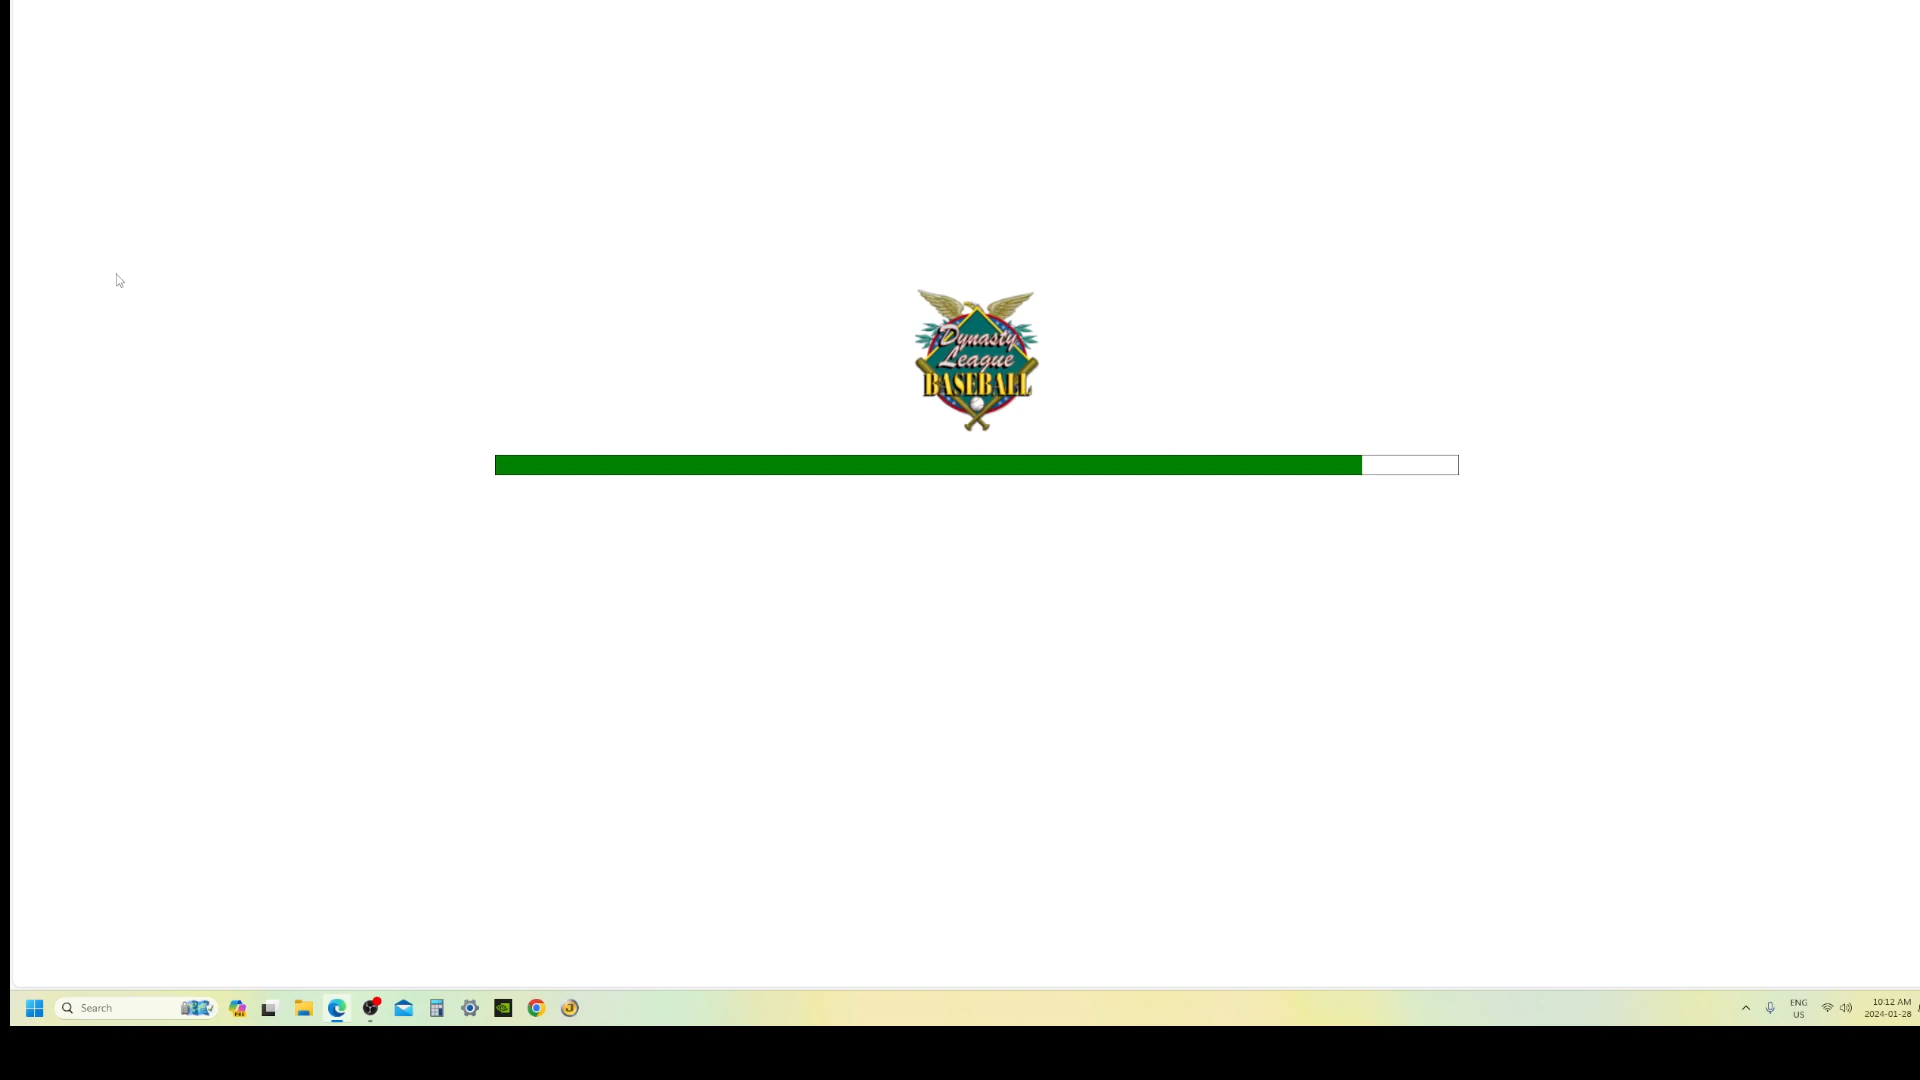 Dynasty
League
BASEBALL
Search
ENG
US
10:12 AM
2024-01-28